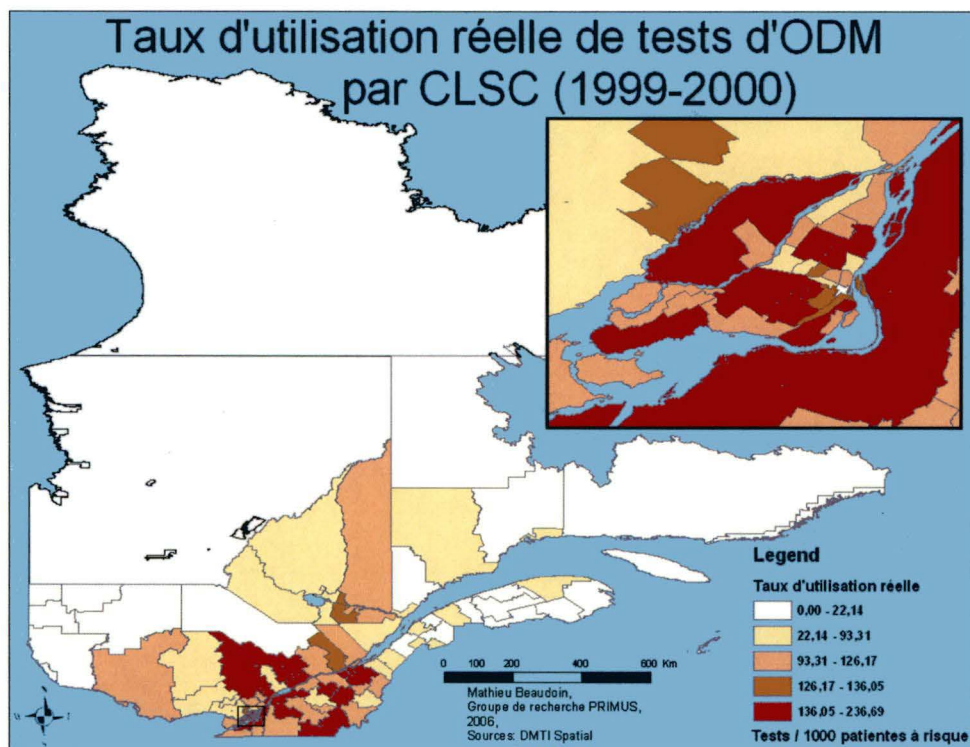 Taux d'utilisation réelle de tests d'ODM
par CLSC (1999-2000)
Legend
Taux d'utilisation réelle
0,00 - 22,14
22,14 - 93,31
93,31 - 126,17
126,17 - 136,05
136,05 - 236,69
Tests / 1000 patientes à risque
0 100 200 400 600 Km
Mathieu Beaudoin,
Groupe de recherche PRIMUS,
2006,
Sources: DMTI Spatial